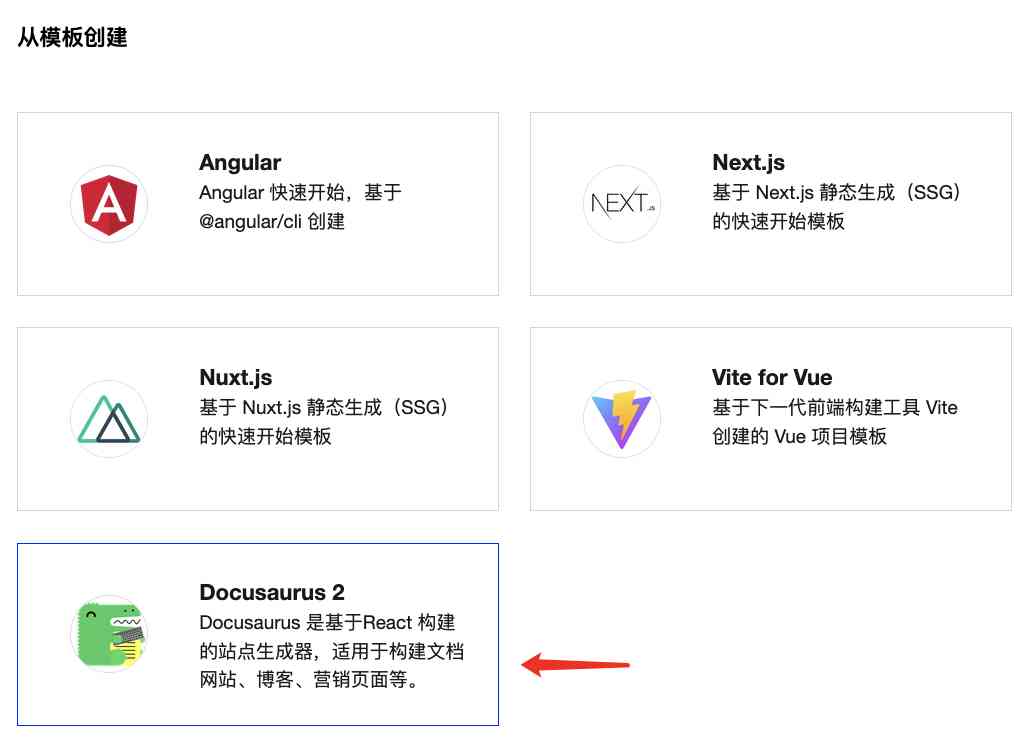 从模板创建
Angular
Angular 快速开始，基于
@angular/cli 创建
Next.js
NEXT.js
基于 Next.js 静态生成（SSG）
的快速开始模板
Nuxt.js
基于 Nuxt.js 静态生成（SSG）
的快速开始模板
Vite for Vue
基于下一代前端构建工具 Vite
创建的 Vue 项目模板
Docusaurus 2
Docusaurus 是基于React 构建
的站点生成器，适用于构建文档
网站、博客、营销页面等。